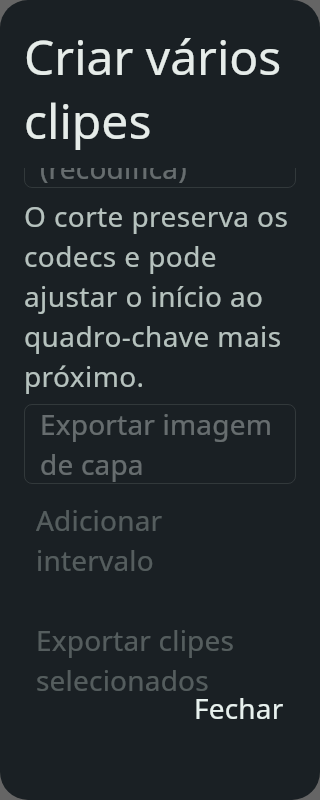 Criar vários
clipes
(recodifica)
O corte preserva os
codecs e pode
ajustar o início ao
quadro-chave mais
próximo.
Exportar imagem
de capa
Adicionar
intervalo
Exportar clipes
selecionados
Fechar